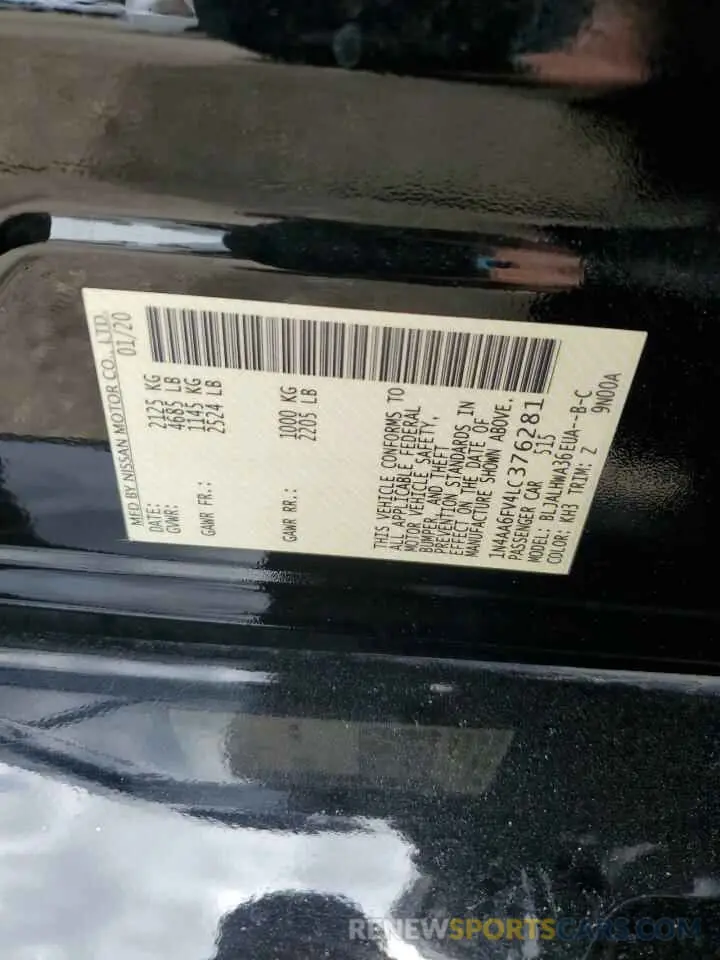 MFD BY NISSAN MOTOR CO., LTD.
DATE: 01/20
GVWR: 2125 KG
4685 LB
GAWR FR.: 1145 KG
2524 LB
GAWR RR.: 1000 KG
2205 LB
THIS VEHICLE CONFORMS TO
ALL APPLICABLE FEDERAL
MOTOR VEHICLE SAFETY,
BUMPER, AND THEFT
PREVENTION STANDARDS IN
EFFECT ON THE DATE OF
MANUFACTURE SHOWN ABOVE.
1N4AA6FV4LC376281
PASSENGER CAR 515
MODEL: BLJALHWA36EUA--B-C
COLOR: KH3 TRIM: Z 9N00A
RENEWSPORTSCARS.COM